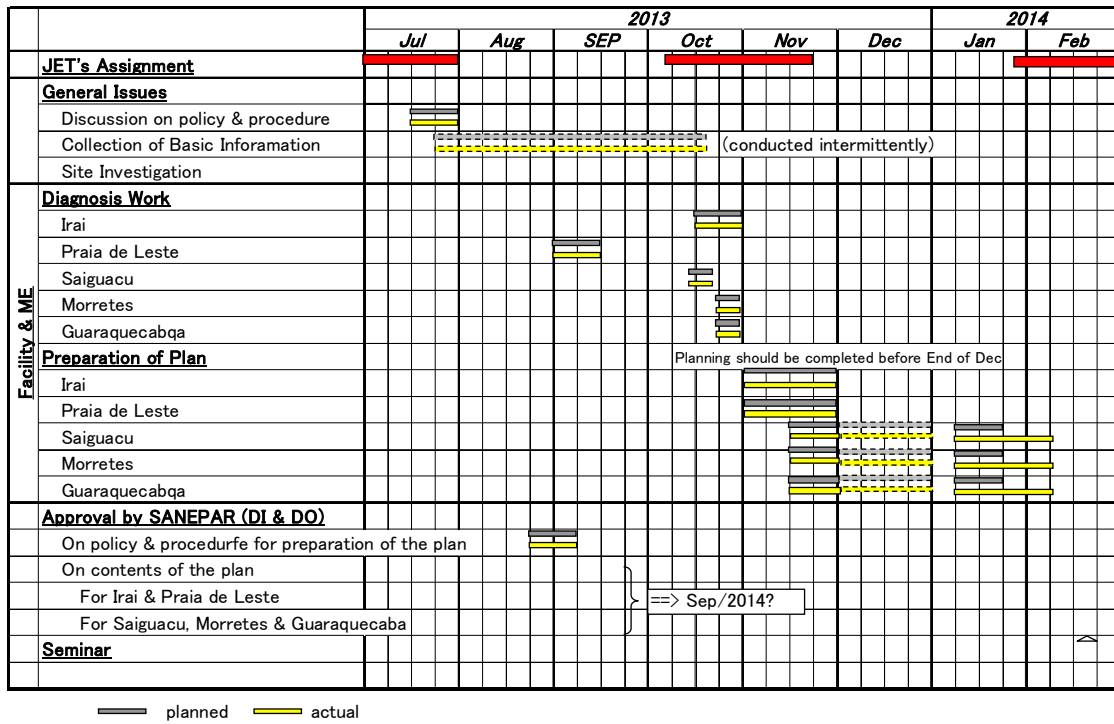 2013 2014
Jul Aug SEP Oct Nov Dec Jan Feb
JET's Assignment
General Issues
Discussion on policy & procedure
Collection of Basic Inforamation (conducted intermittently)
Site Investigation
Facility & ME
Diagnosis Work
Irai
Praia de Leste
Saiguacu
Morretes
Guaraquecabqa
Preparation of Plan Planning should be completed before End of Dec
Irai
Praia de Leste
Saiguacu
Morretes
Guaraquecabqa
Approval by SANEPAR (DI & DO)
On policy & procedurfe for preparation of the plan
On contents of the plan
For Irai & Praia de Leste ==> Sep/2014?
For Saiguacu, Morretes & Guaraquecaba
Seminar
planned actual